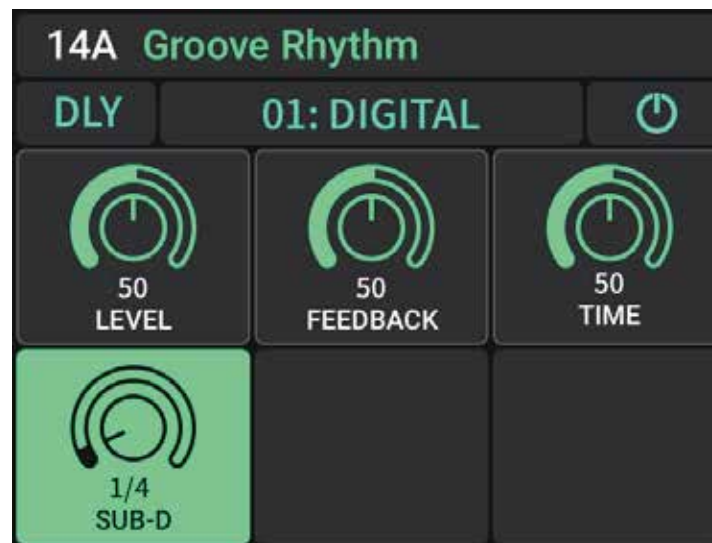 14A Groove Rhythm
DLY 01: DIGITAL
50 50 50
LEVEL FEEDBACK TIME
1/4
SUB-D